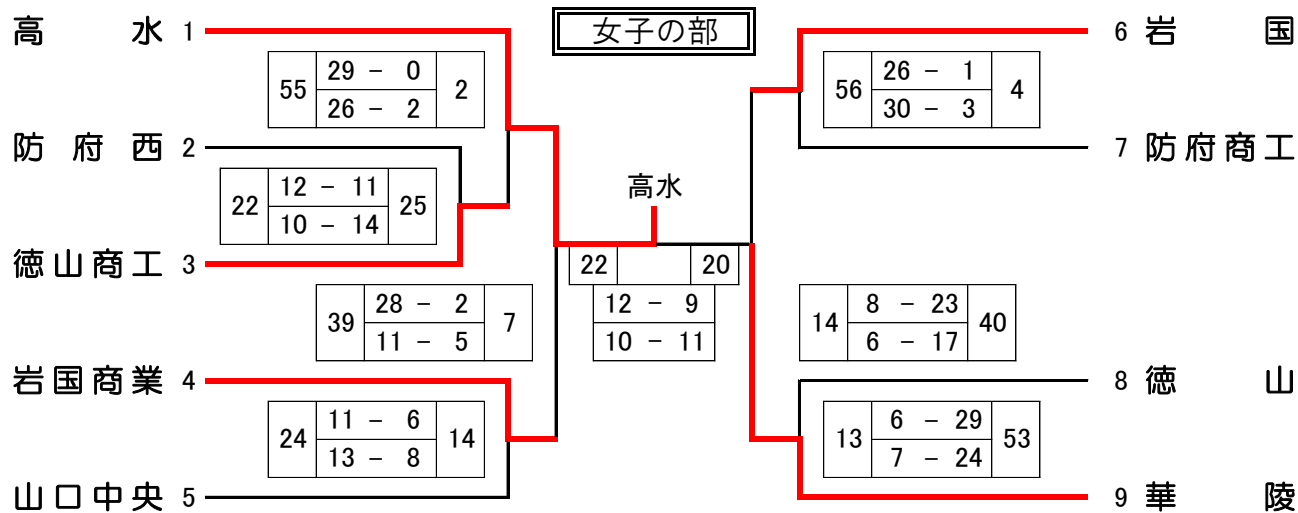 女子の部
高水 1
55 29 - 0 2
26 - 2
防府西 2
22 12 - 11 25
10 - 14
徳山商工 3
39 28 - 2 7
11 - 5
岩国商業 4
24 11 - 6 14
13 - 8
山口中央 5
高水
22 20
12 - 9
10 - 11
6 岩国
56 26 - 1 4
30 - 3
7 防府商工
14 8 - 23 40
6 - 17
8 徳山
13 6 - 29 53
7 - 24
9 華陵